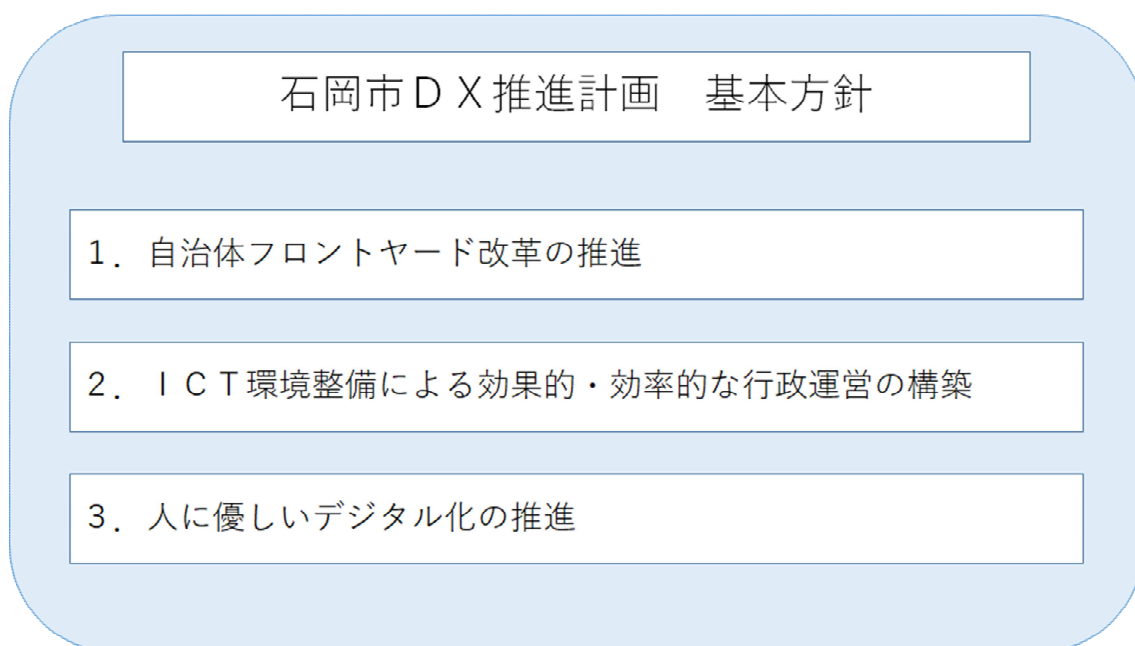 石岡市ＤＸ推進計画　基本方針
１．自治体フロントヤード改革の推進
２．ＩＣＴ環境整備による効果的・効率的な行政運営の構築
３．人に優しいデジタル化の推進